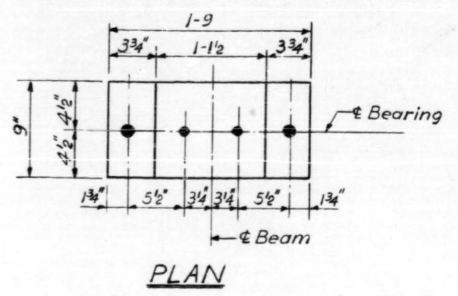 1-9
3¾" 1-1½ 3¾"
9" 4½" 4½"
℄ Bearing
1¾" 5½" 3¼" 3¼" 5½" 1¾"
℄ Beam
PLAN